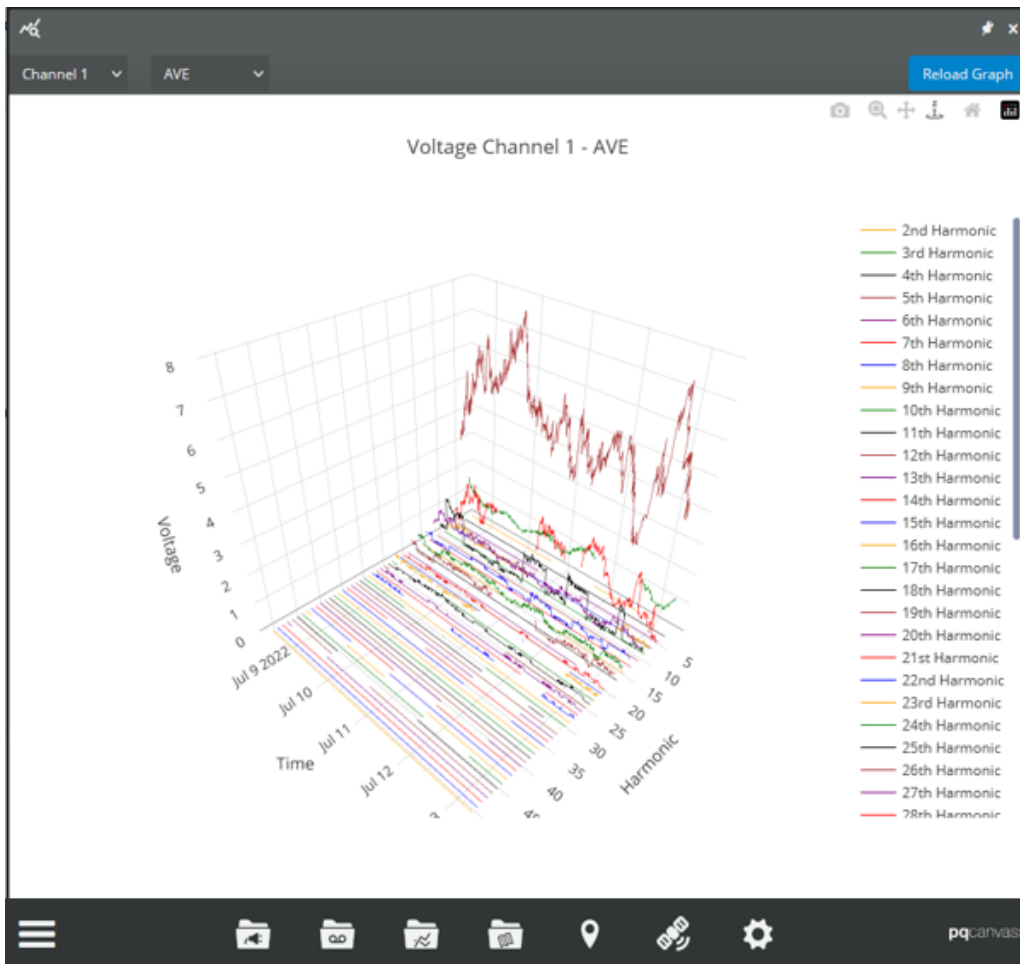 Channel 1
AVE
Reload Graph
Voltage Channel 1 - AVE
2nd Harmonic
3rd Harmonic
4th Harmonic
5th Harmonic
6th Harmonic
7th Harmonic
8th Harmonic
9th Harmonic
10th Harmonic
11th Harmonic
12th Harmonic
13th Harmonic
14th Harmonic
15th Harmonic
16th Harmonic
17th Harmonic
18th Harmonic
19th Harmonic
20th Harmonic
21st Harmonic
22nd Harmonic
23rd Harmonic
24th Harmonic
25th Harmonic
26th Harmonic
27th Harmonic
28th Harmonic
8
7
6
5
4
3
2
1
0
Voltage
Jul 9 2022
Jul 10
Jul 11
Jul 12
Time
5
10
15
20
25
30
35
40
Harmonic
pqcanvass